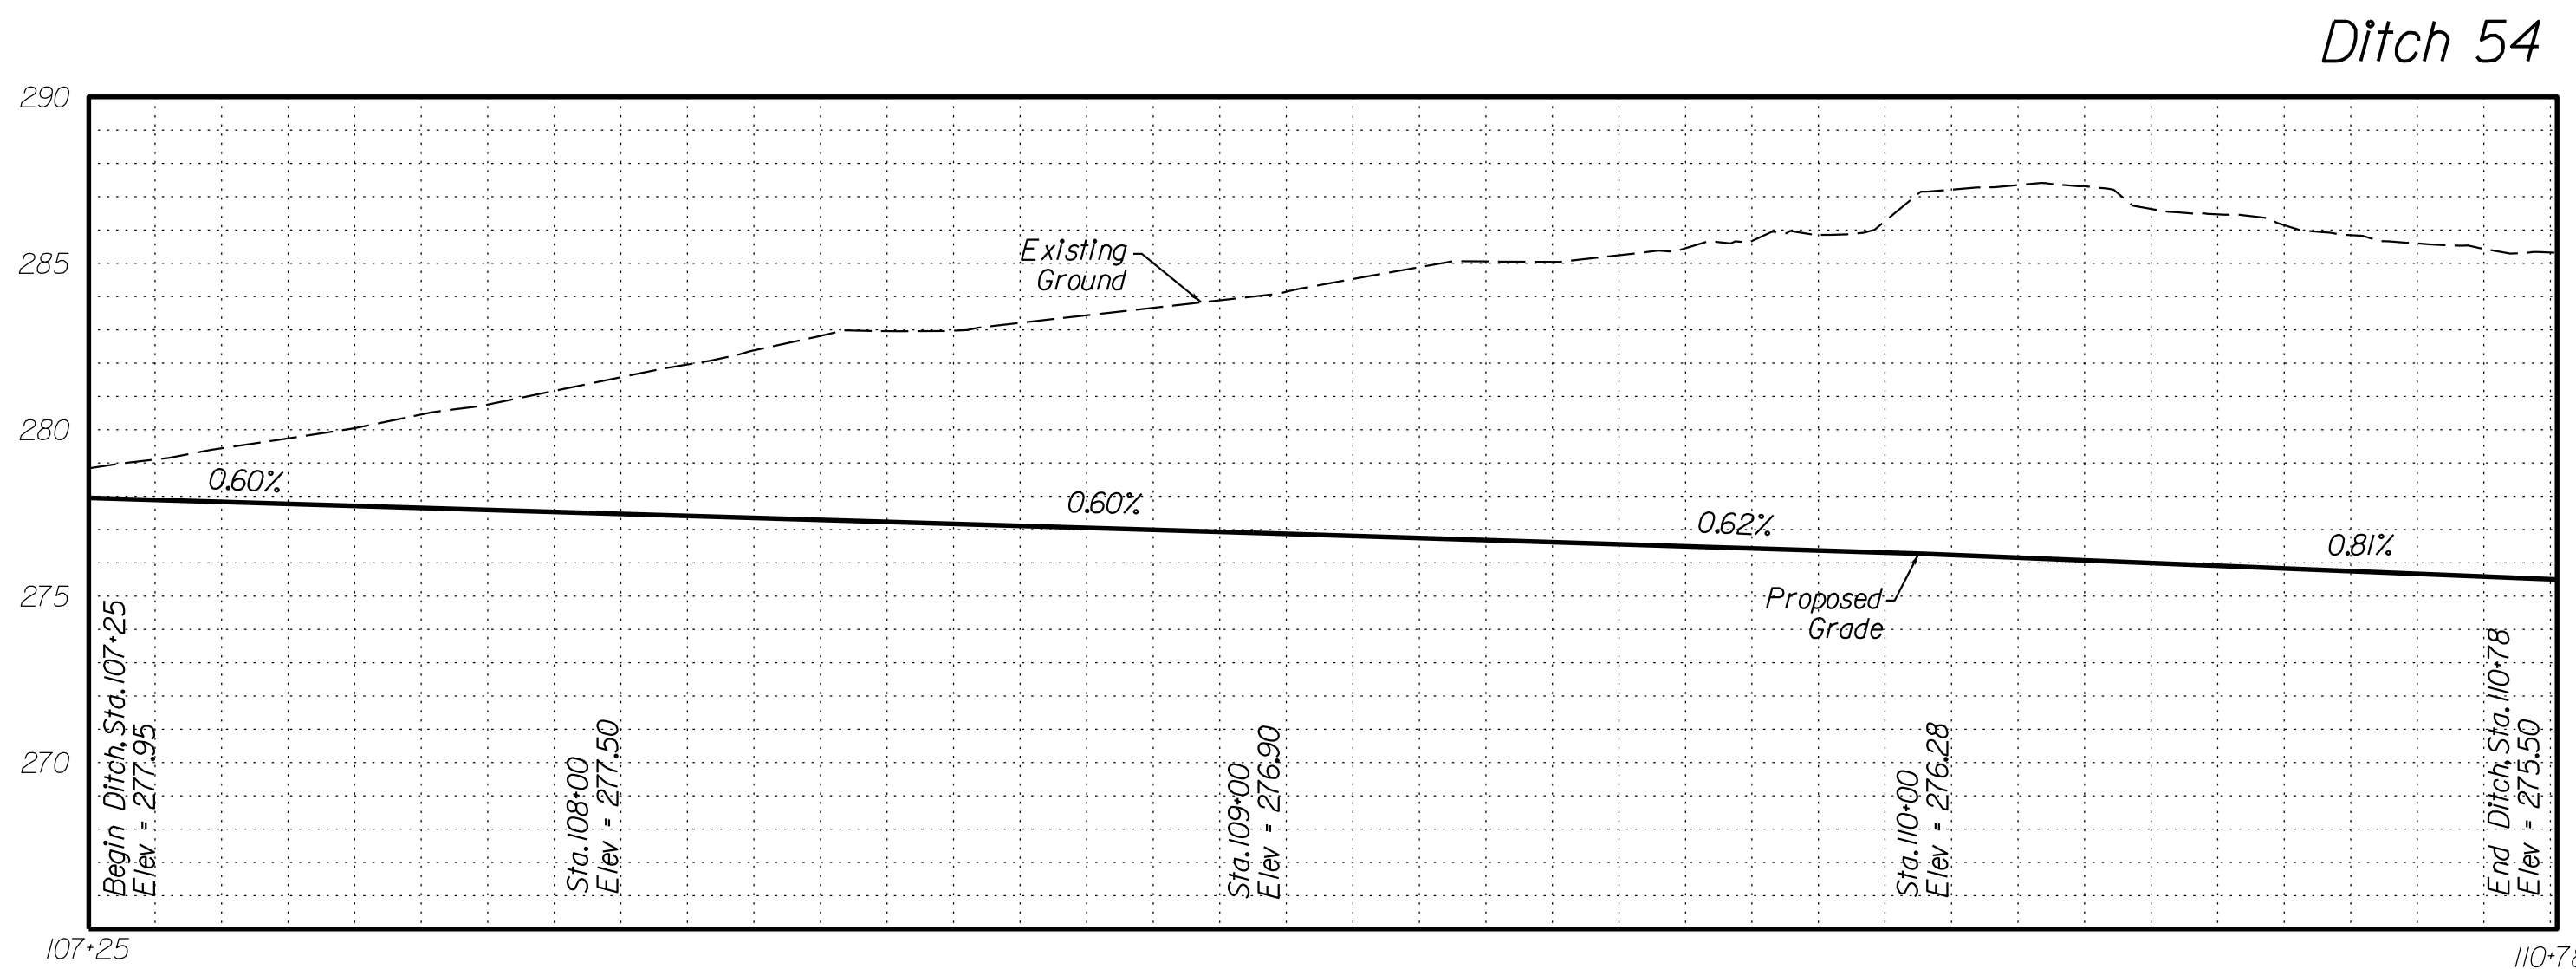 Ditch 54
290
285
280
275
270
Existing
Ground
0.60%
0.60%
0.62%
0.81%
Proposed
Grade
Begin Ditch, Sta. 107+25
Elev = 277.95
Sta. 108+00
Elev = 277.50
Sta. 109+00
Elev = 276.90
Sta. 110+00
Elev = 276.28
End Ditch, Sta. 110+78
Elev = 275.50
107+25
110+78